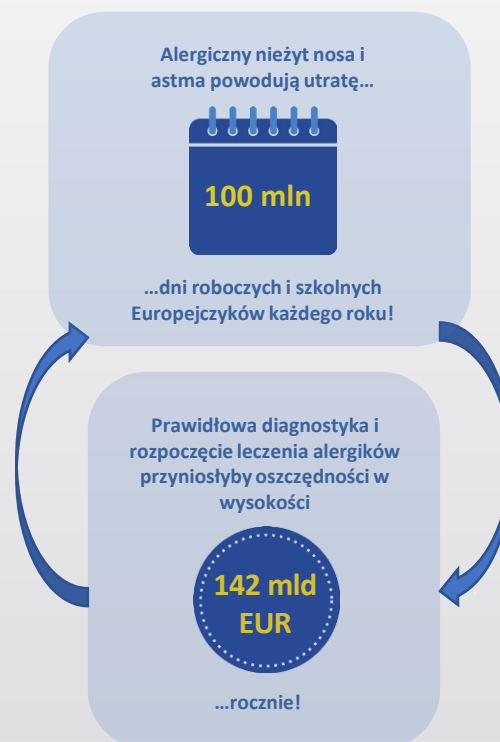 Alergiczny nieżyt nosa i
astma powodują utratę...
100 mln
...dni roboczych i szkolnych
Europejczyków każdego roku!
Prawidłowa diagnostyka i
rozpoczęcie leczenia alergików
przyniosłyby oszczędności w
wysokości
142 mld
EUR
...rocznie!